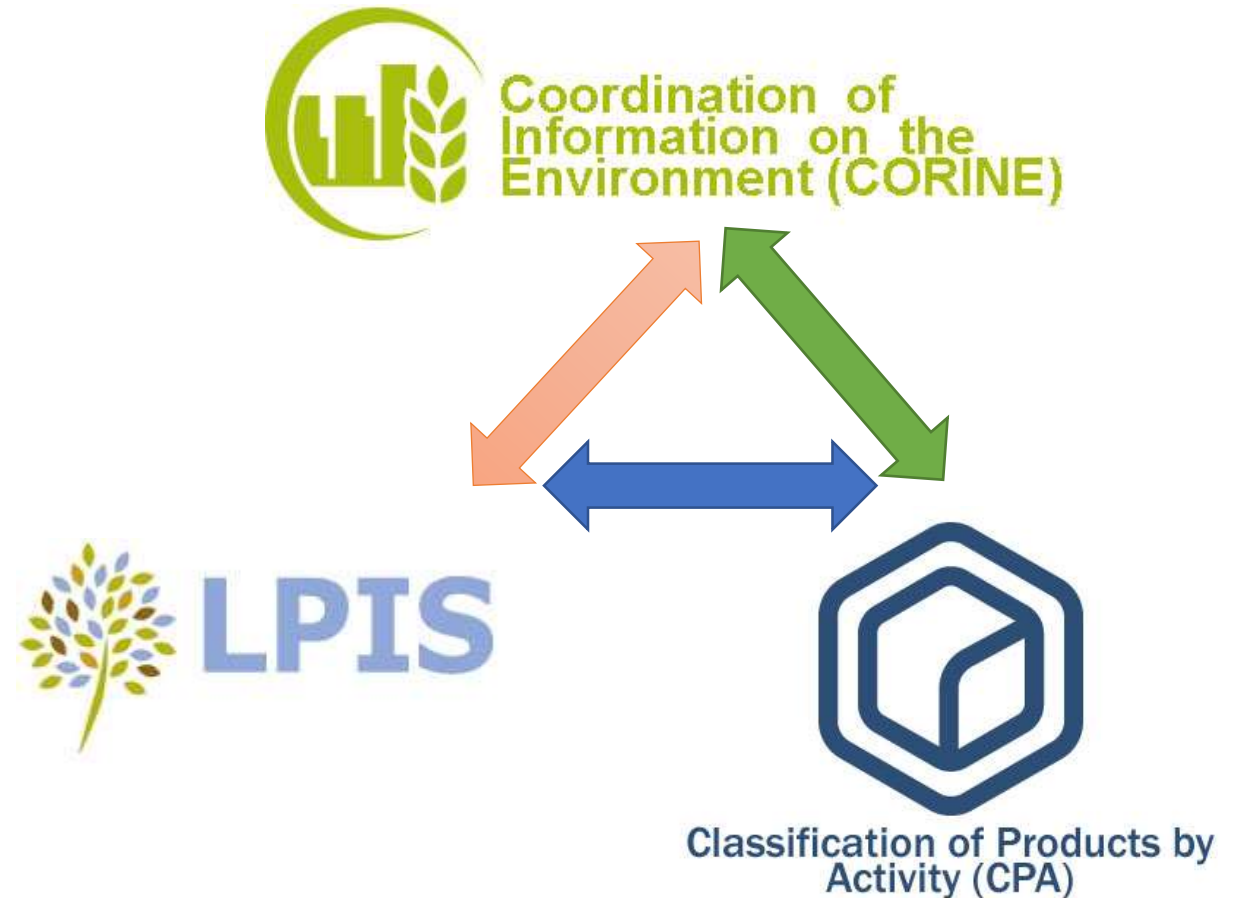 Coordination of
Information on the
Environment (CORINE)
LPIS
Classification of Products by
Activity (CPA)